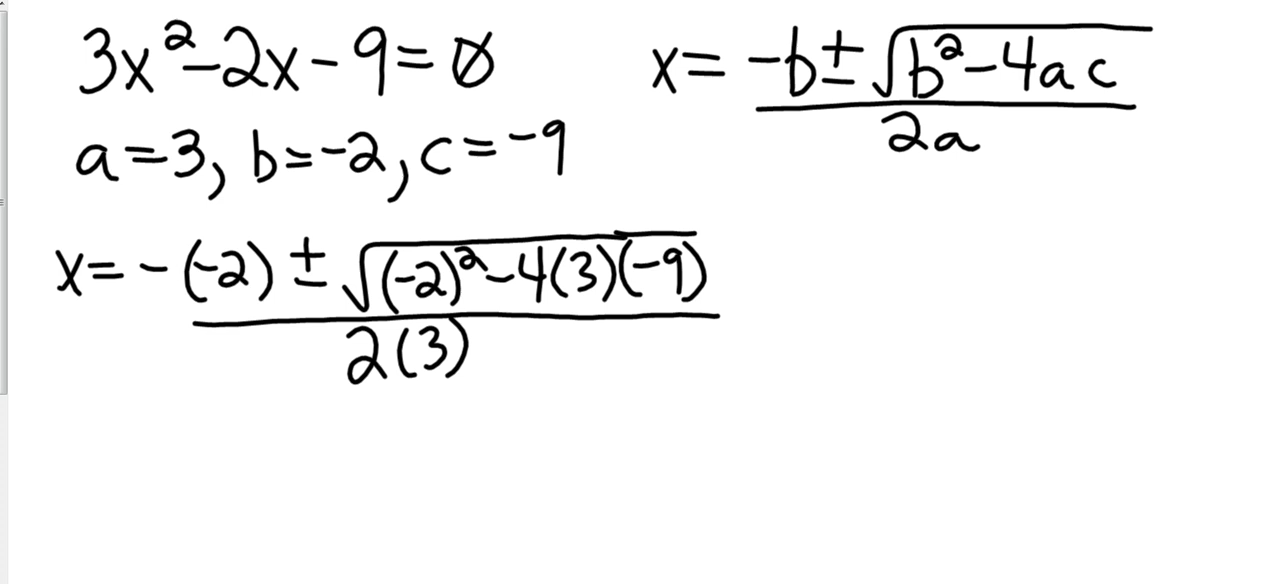 3x²-2x-9=0
x= -b±√b²-4ac / 2a
a=3, b=-2, c=-9
x= -(-2) ± √(-2)²-4(3)(-9) / 2(3)